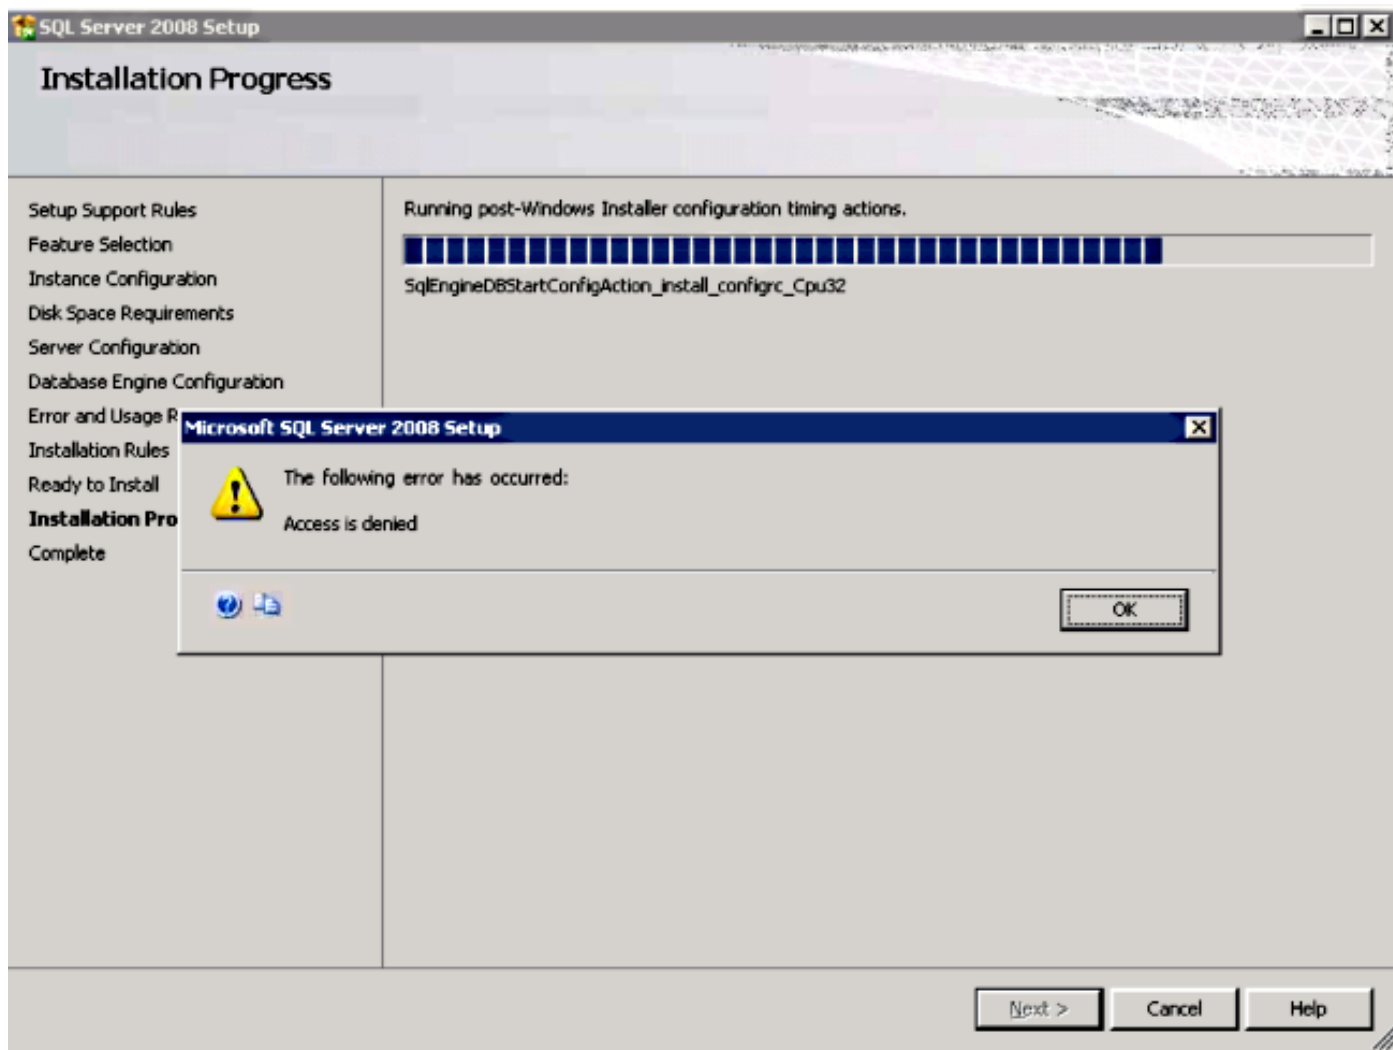 SQL Server 2008 Setup
Installation Progress
Setup Support Rules
Feature Selection
Instance Configuration
Disk Space Requirements
Server Configuration
Database Engine Configuration
Error and Usage R
Installation Rules
Ready to Install
Installation Pro
Complete
Running post-Windows Installer configuration timing actions.
SqlEngineDBStartConfigAction_install_configrc_Cpu32
Microsoft SQL Server 2008 Setup
The following error has occurred:
Access is denied
OK
Next >
Cancel
Help